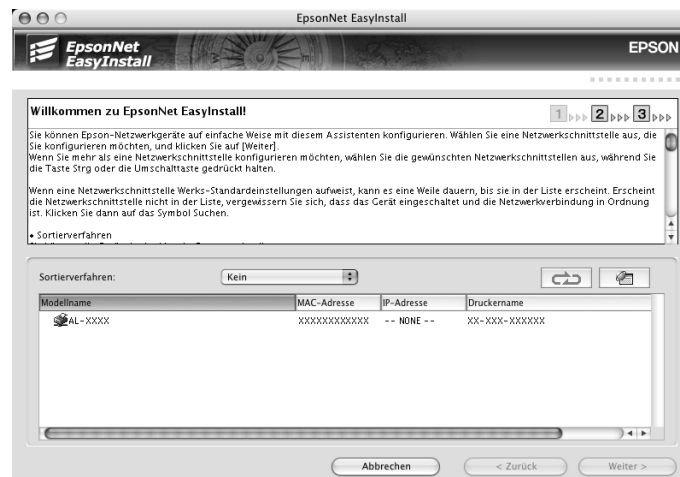 EpsonNet EasyInstall
EpsonNet
EasyInstall
EPSON
Willkommen zu EpsonNet EasyInstall!
1 2 3
Sie können Epson-Netzwerkgeräte auf einfache Weise mit diesem Assistenten konfigurieren. Wählen Sie eine Netzwerkschnittstelle aus, die
Sie konfigurieren möchten, und klicken Sie auf [Weiter].
Wenn Sie mehr als eine Netzwerkschnittstelle konfigurieren möchten, wählen Sie die gewünschten Netzwerkschnittstellen aus, während Sie
die Taste Strg oder die Umschalttaste gedrückt halten.
Wenn eine Netzwerkschnittstelle Werks-Standardeinstellungen aufweist, kann es eine Weile dauern, bis sie in der Liste erscheint. Erscheint
die Netzwerkschnittstelle nicht in der Liste, vergewissern Sie sich, dass das Gerät eingeschaltet und die Netzwerkverbindung in Ordnung
ist. Klicken Sie dann auf das Symbol Suchen.
• Sortierverfahren
Sortierverfahren: Kein
Modellname MAC-Adresse IP-Adresse Druckername
AL-XXXX XXXXXXXXXXXX -- NONE -- XX-XXX-XXXXXX
Abbrechen < Zurück Weiter >